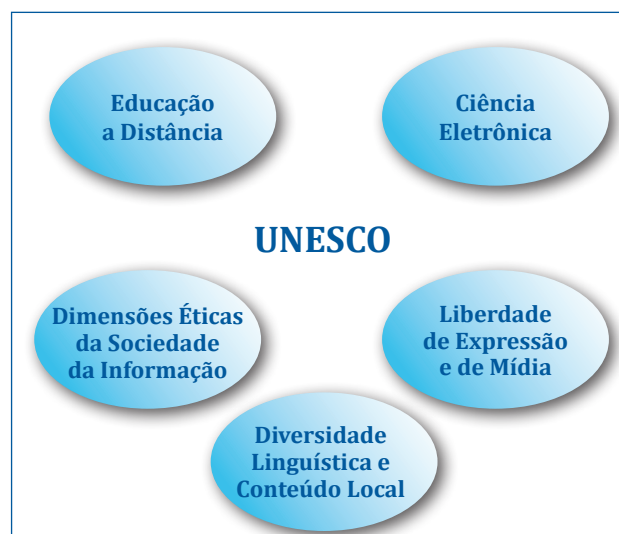 Educação
a Distância
Ciência
Eletrônica
UNESCO
Dimensões Éticas
da Sociedade
da Informação
Liberdade
de Expressão
e de Mídia
Diversidade
Linguística e
Conteúdo Local